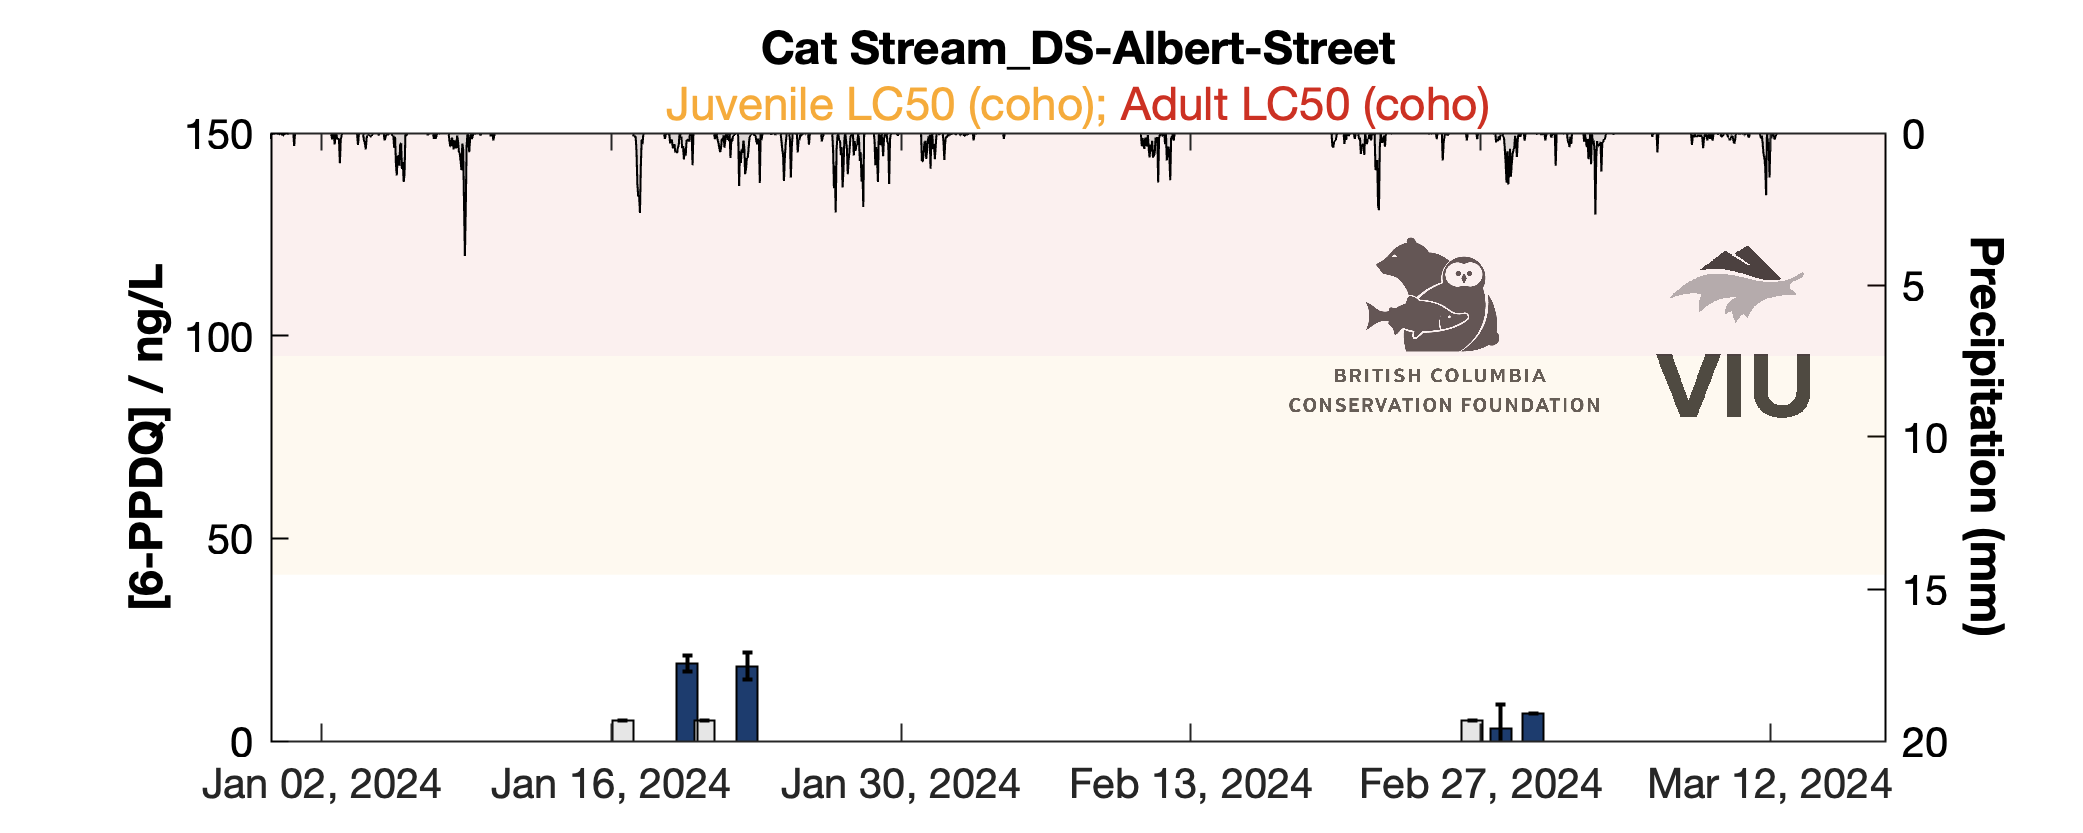 Cat Stream_DS-Albert-Street
Juvenile LC50 (coho); Adult LC50 (coho)
150
100
50
0
[6-PPDQ] / ng/L
0
5
10
15
20
Precipitation (mm)
BRITISH COLUMBIA
CONSERVATION FOUNDATION
VIU
Jan 02, 2024
Jan 16, 2024
Jan 30, 2024
Feb 13, 2024
Feb 27, 2024
Mar 12, 2024